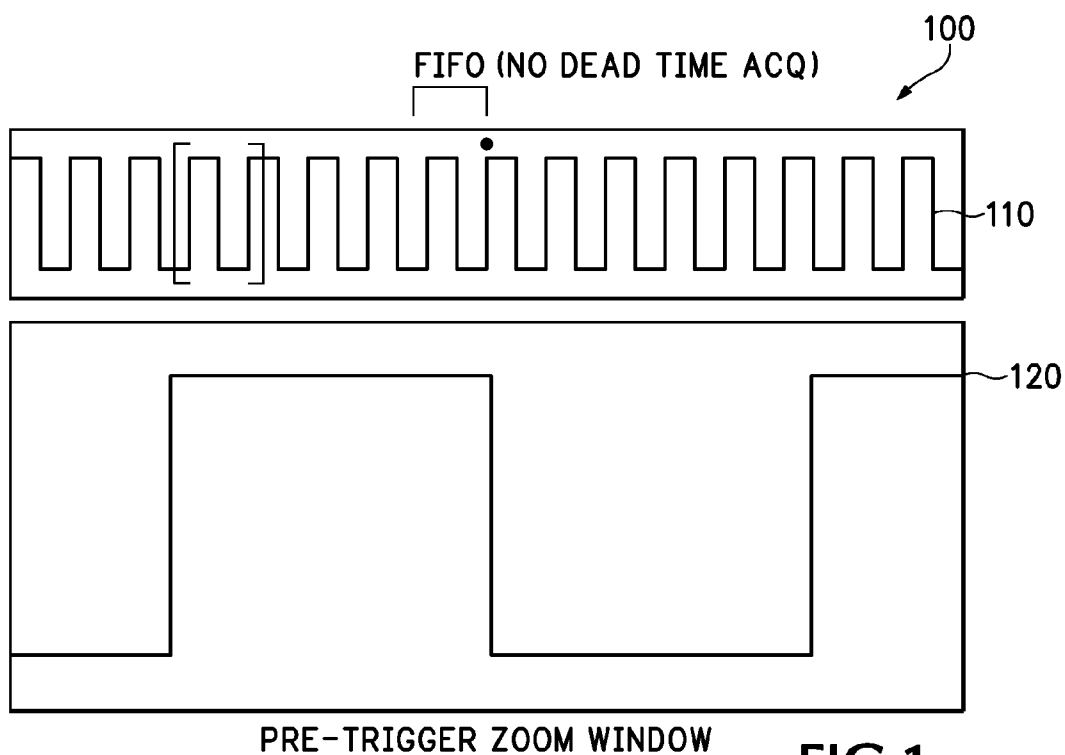 100
FIFO (NO DEAD TIME ACQ)
110
120
PRE-TRIGGER ZOOM WINDOW
FIG.1